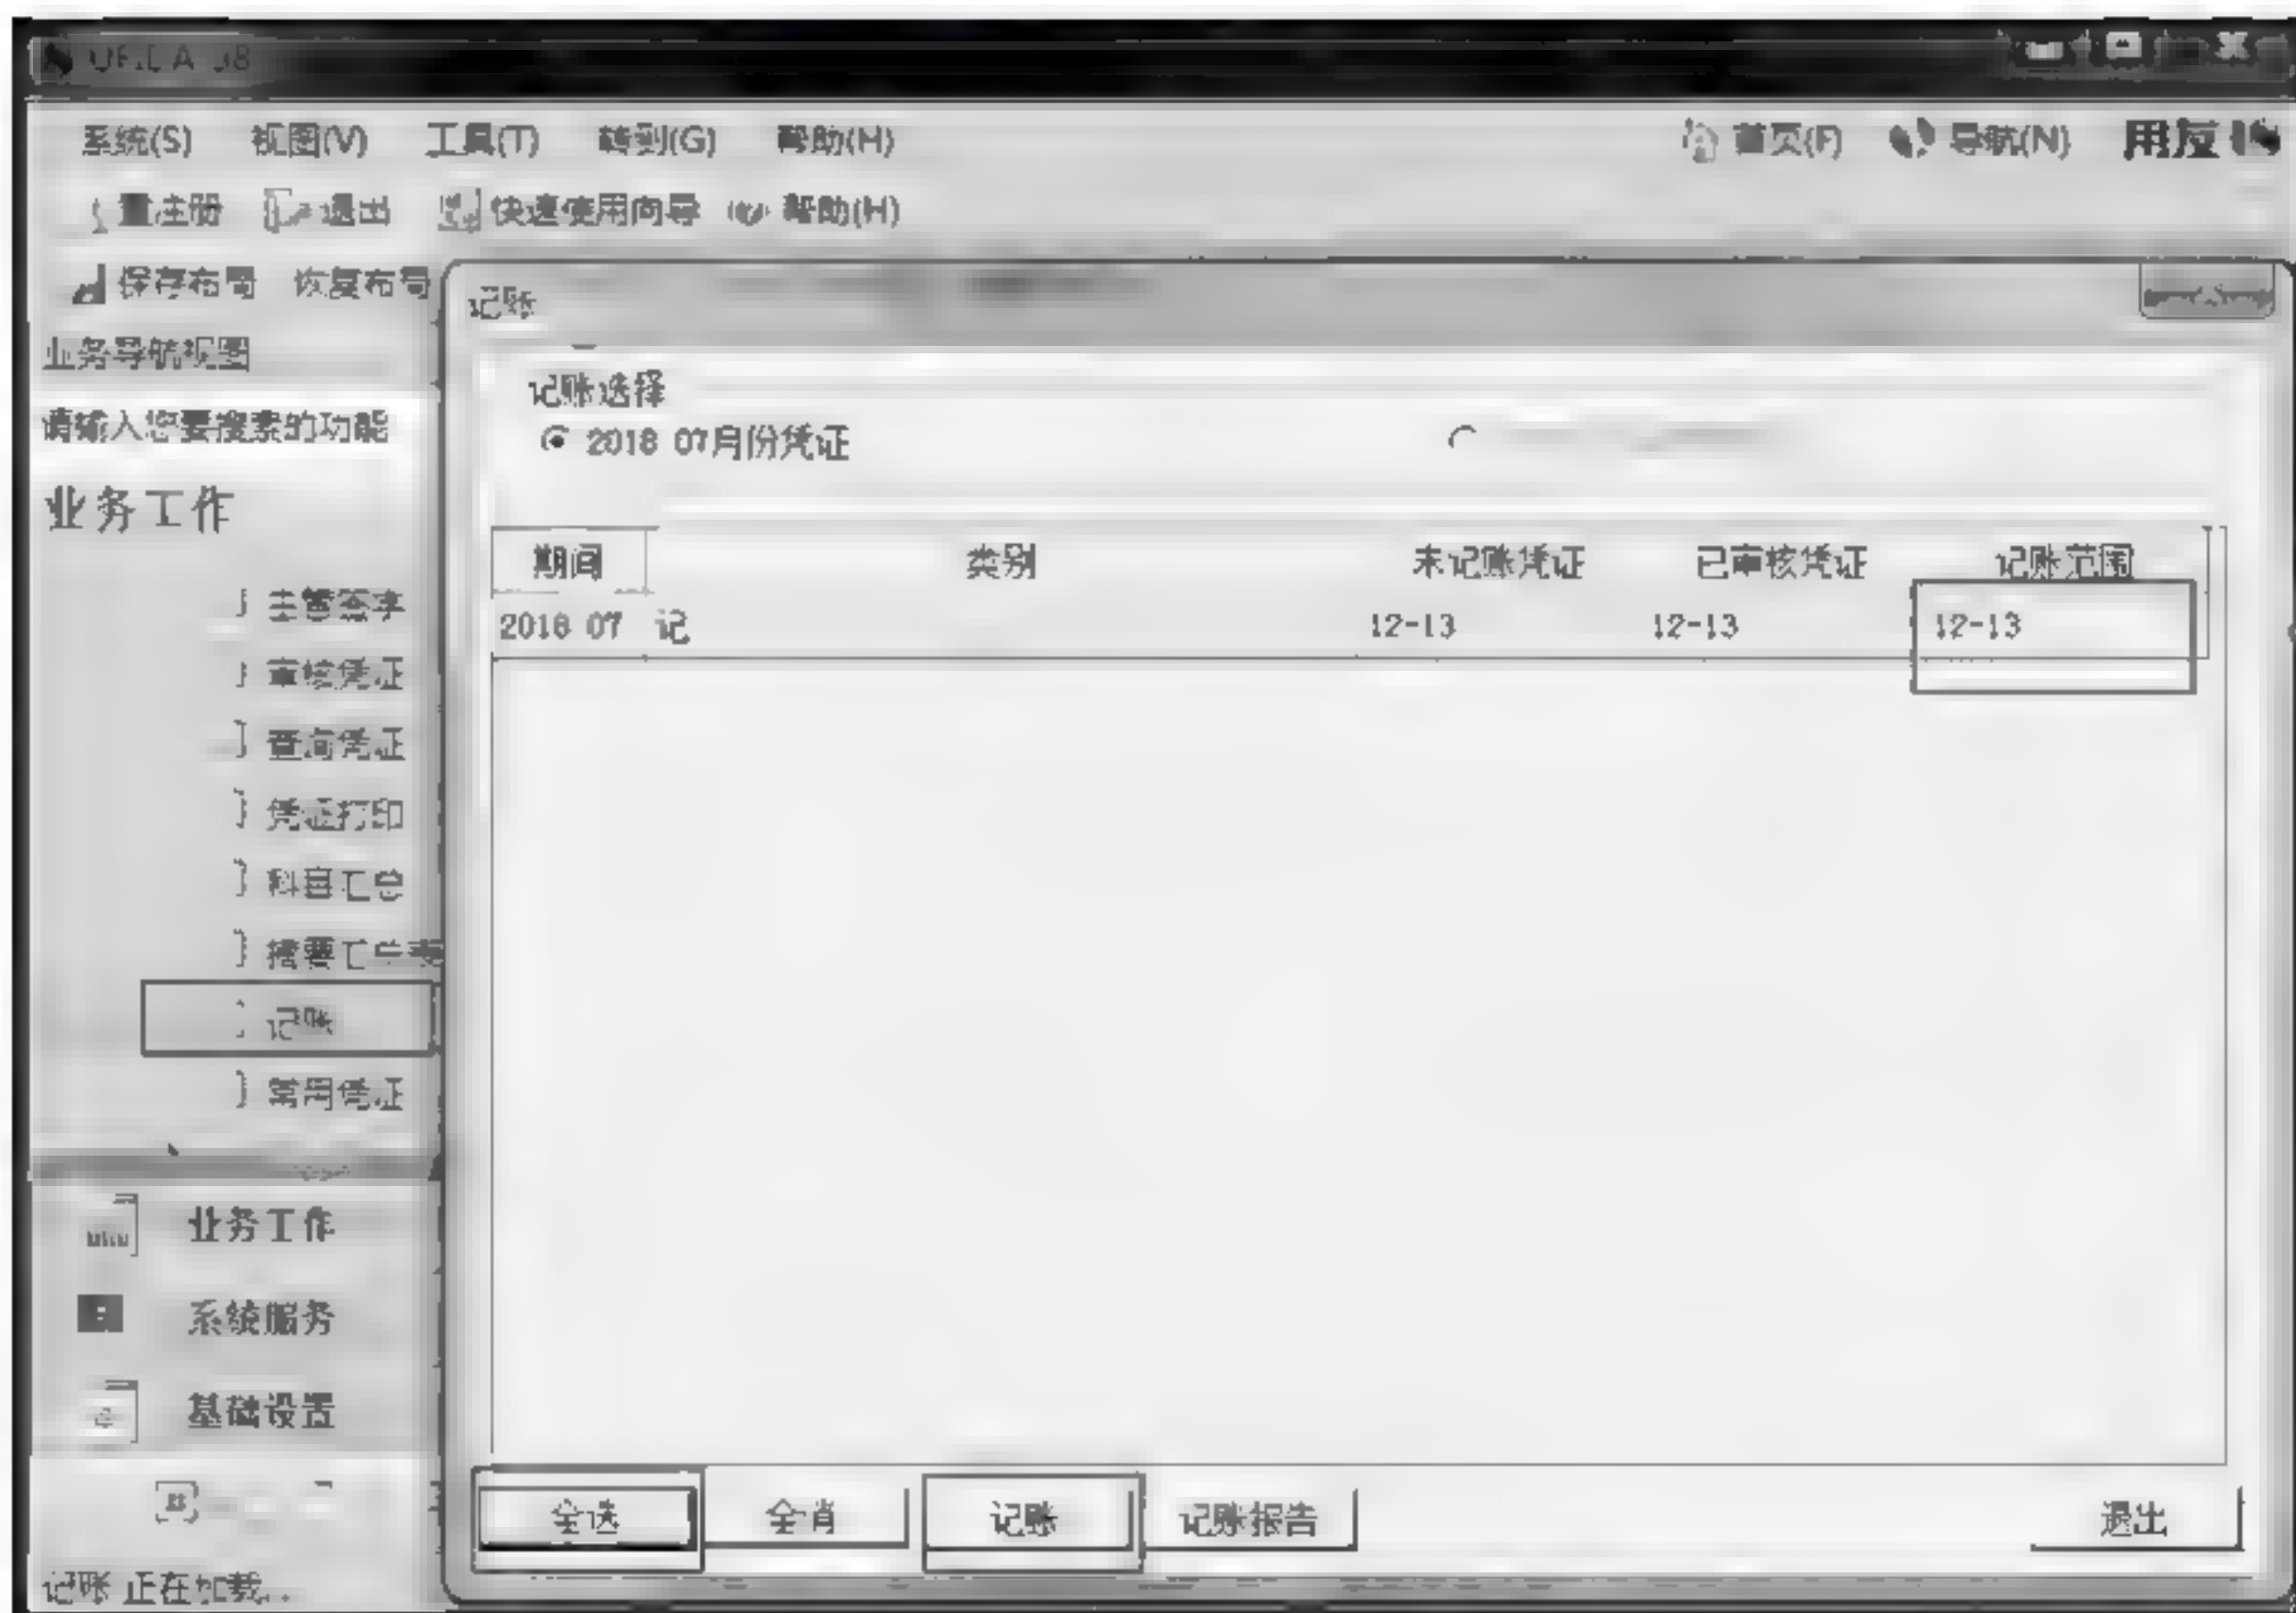 系统(S) 视图(V) 工具(T) 转到(G) 帮助(H) 首页(F) 导航(N) 用友
重注册 退出 快速使用向导 帮助(H)
保存布局 恢复布局
记账
业务导航视图
请输入您要搜索的功能
记账选择
2018 07月份凭证
业务工作
期间 类别 未记账凭证 已审核凭证 记账范围
2018 07 记 12-13 12-13 12-13
主管签字
审核凭证
查询凭证
凭证打印
科目汇总
摘要汇总表
记账
常用凭证
业务工作
系统服务
基础设置
全选 全消 记账 记账报告 退出
记账 正在加载..